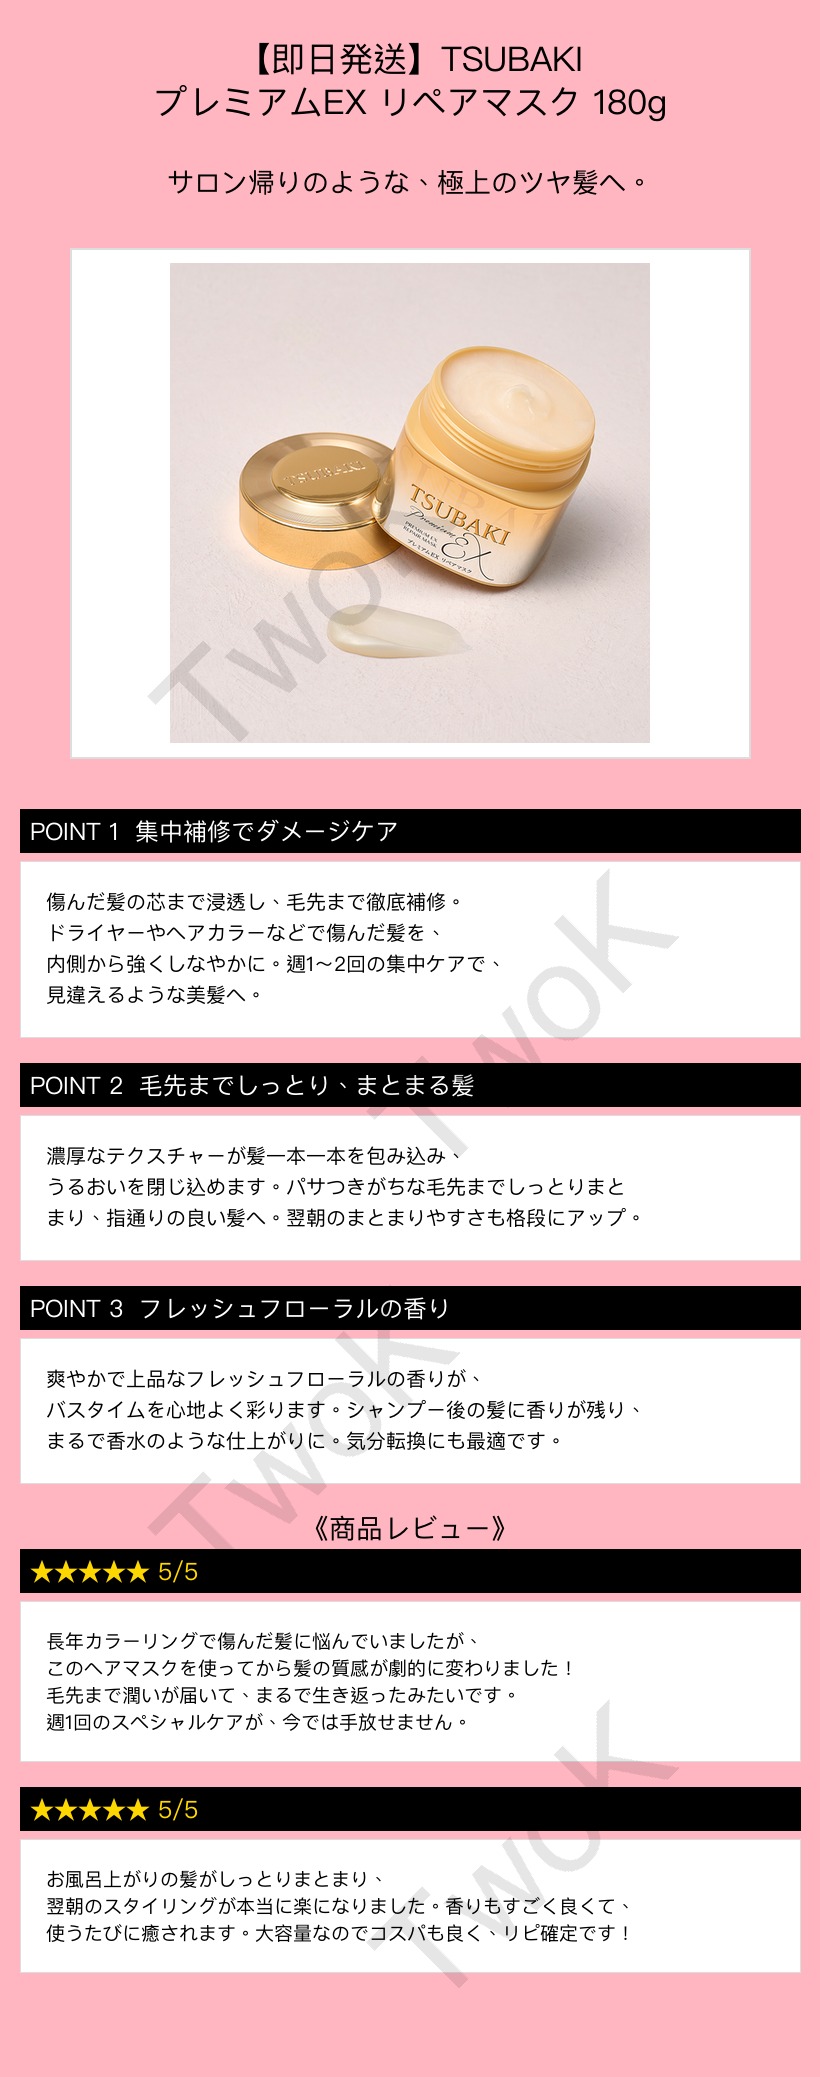 【即日発送】TSUBAKI
プレミアムEX リペアマスク 180g
サロン帰りのような、極上のツヤ髪へ。
TSUBAKI
TSUBAKI
Premium
EX
PREMIUM EX
REPAIR MASK
プレミアムEX リペアマスク
Two
POINT 1 集中補修でダメージケア
傷んだ髪の芯まで浸透し、毛先まで徹底補修。
ドライヤーやヘアカラーなどで傷んだ髪を、
内側から強くしなやかに。週1～2回の集中ケアで、
見違えるような美髪へ。
TwoK
POINT 2 毛先までしっとり、まとまる髪
濃厚なテクスチャーが髪一本一本を包み込み、
うるおいを閉じ込めます。パサつきがちな毛先までしっとりまと
まり、指通りの良い髪へ。翌朝のまとまりやすさも格段にアップ。
POINT 3 フレッシュフローラルの香り
爽やかで上品なフレッシュフローラルの香りが、
バスタイムを心地よく彩ります。シャンプー後の髪に香りが残り、
まるで香水のような仕上がりに。気分転換にも最適です。
TwoK
《商品レビュー》
★★★★★ 5/5
長年カラーリングで傷んだ髪に悩んでいましたが、
このヘアマスクを使ってから髪の質感が劇的に変わりました！
毛先まで潤いが届いて、まるで生き返ったみたいです。
週1回のスペシャルケアが、今では手放せません。
★★★★★ 5/5
お風呂上がりの髪がしっとりまとまり、
翌朝のスタイリングが本当に楽になりました。香りもすごく良くて、
使うたびに癒されます。大容量なのでコスパも良く、リピ確定です！
TwoK